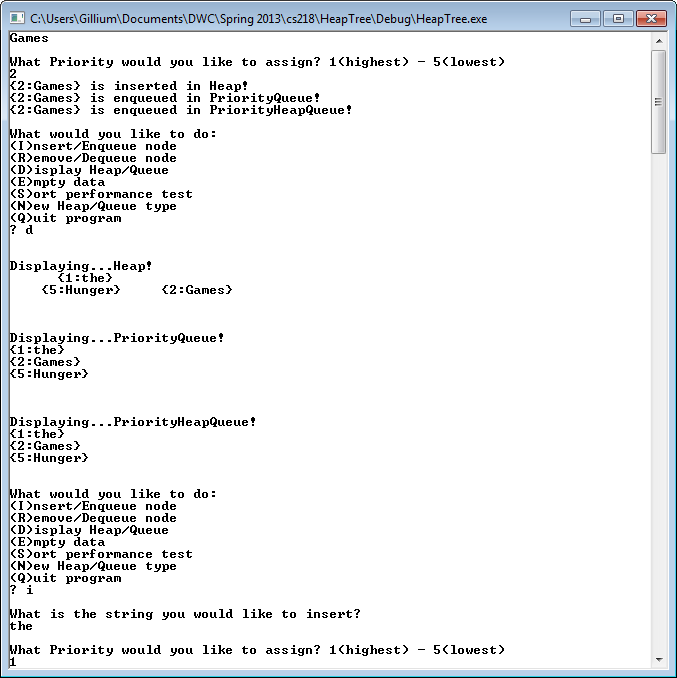 C:\Users\Gillium\Documents\DWC\Spring 2013\cs218\HeapTree\Debug\HeapTree.exe
Games
What Priority would you like to assign? 1(highest) - 5(lowest)
2
{2:Games} is inserted in Heap!
{2:Games} is enqueued in PriorityQueue!
{2:Games} is enqueued in PriorityHeapQueue!
What would you like to do:
(I)nsert/Enqueue node
(R)emove/Dequeue node
(D)isplay Heap/Queue
(E)mpty data
(S)ort performance test
(N)ew Heap/Queue type
(Q)uit program
? d
Displaying...Heap!
{1:the}
{5:Hunger} {2:Games}
Displaying...PriorityQueue!
{1:the}
{2:Games}
{5:Hunger}
Displaying...PriorityHeapQueue!
{1:the}
{2:Games}
{5:Hunger}
What would you like to do:
(I)nsert/Enqueue node
(R)emove/Dequeue node
(D)isplay Heap/Queue
(E)mpty data
(S)ort performance test
(N)ew Heap/Queue type
(Q)uit program
? i
What is the string you would like to insert?
the
What Priority would you like to assign? 1(highest) - 5(lowest)
1